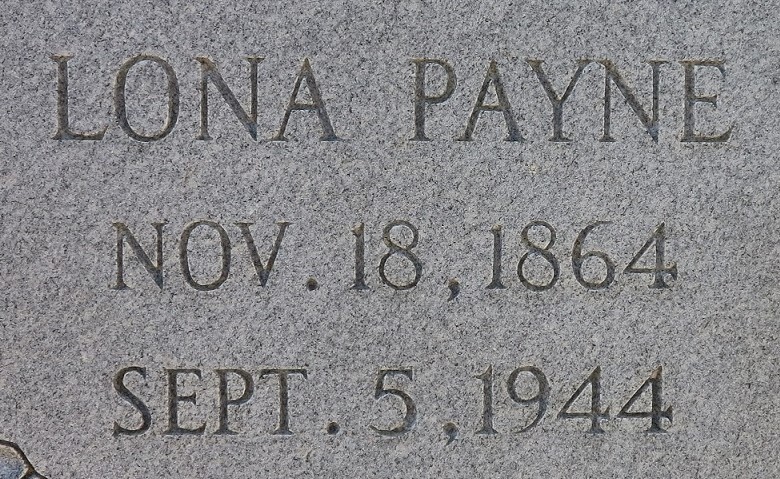 LONA PAYNE
NOV. 18, 1864
SEPT. 5, 1944